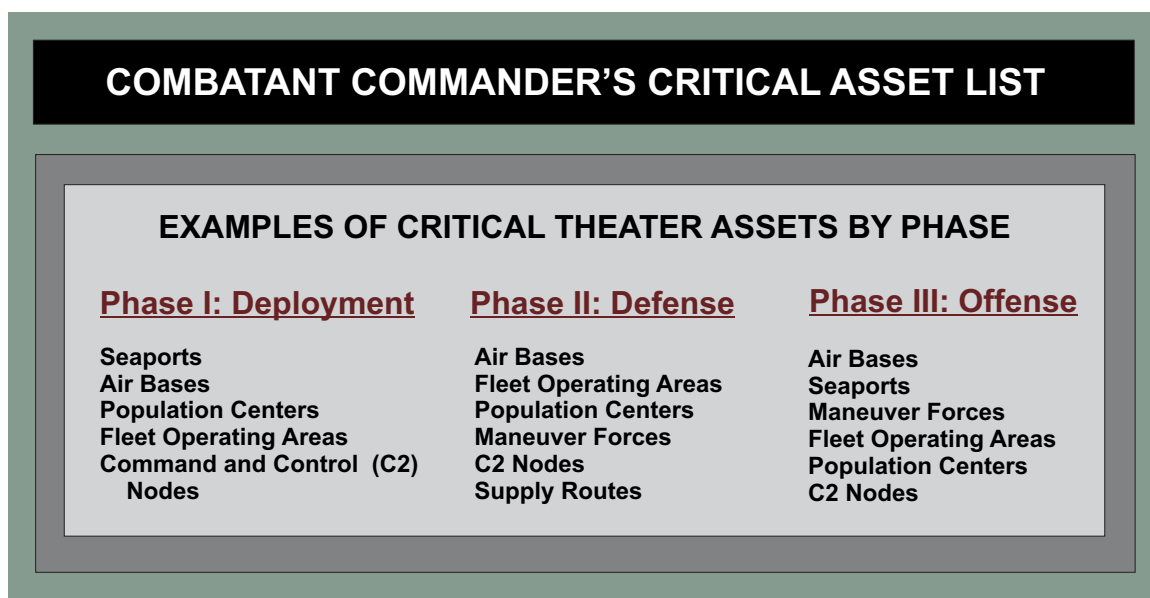 COMBATANT COMMANDER’S CRITICAL ASSET LIST
EXAMPLES OF CRITICAL THEATER ASSETS BY PHASE
Phase I: Deployment
Seaports
Air Bases
Population Centers
Fleet Operating Areas
Command and Control (C2)
Nodes
Phase II: Defense
Air Bases
Fleet Operating Areas
Population Centers
Maneuver Forces
C2 Nodes
Supply Routes
Phase III: Offense
Air Bases
Seaports
Maneuver Forces
Fleet Operating Areas
Population Centers
C2 Nodes